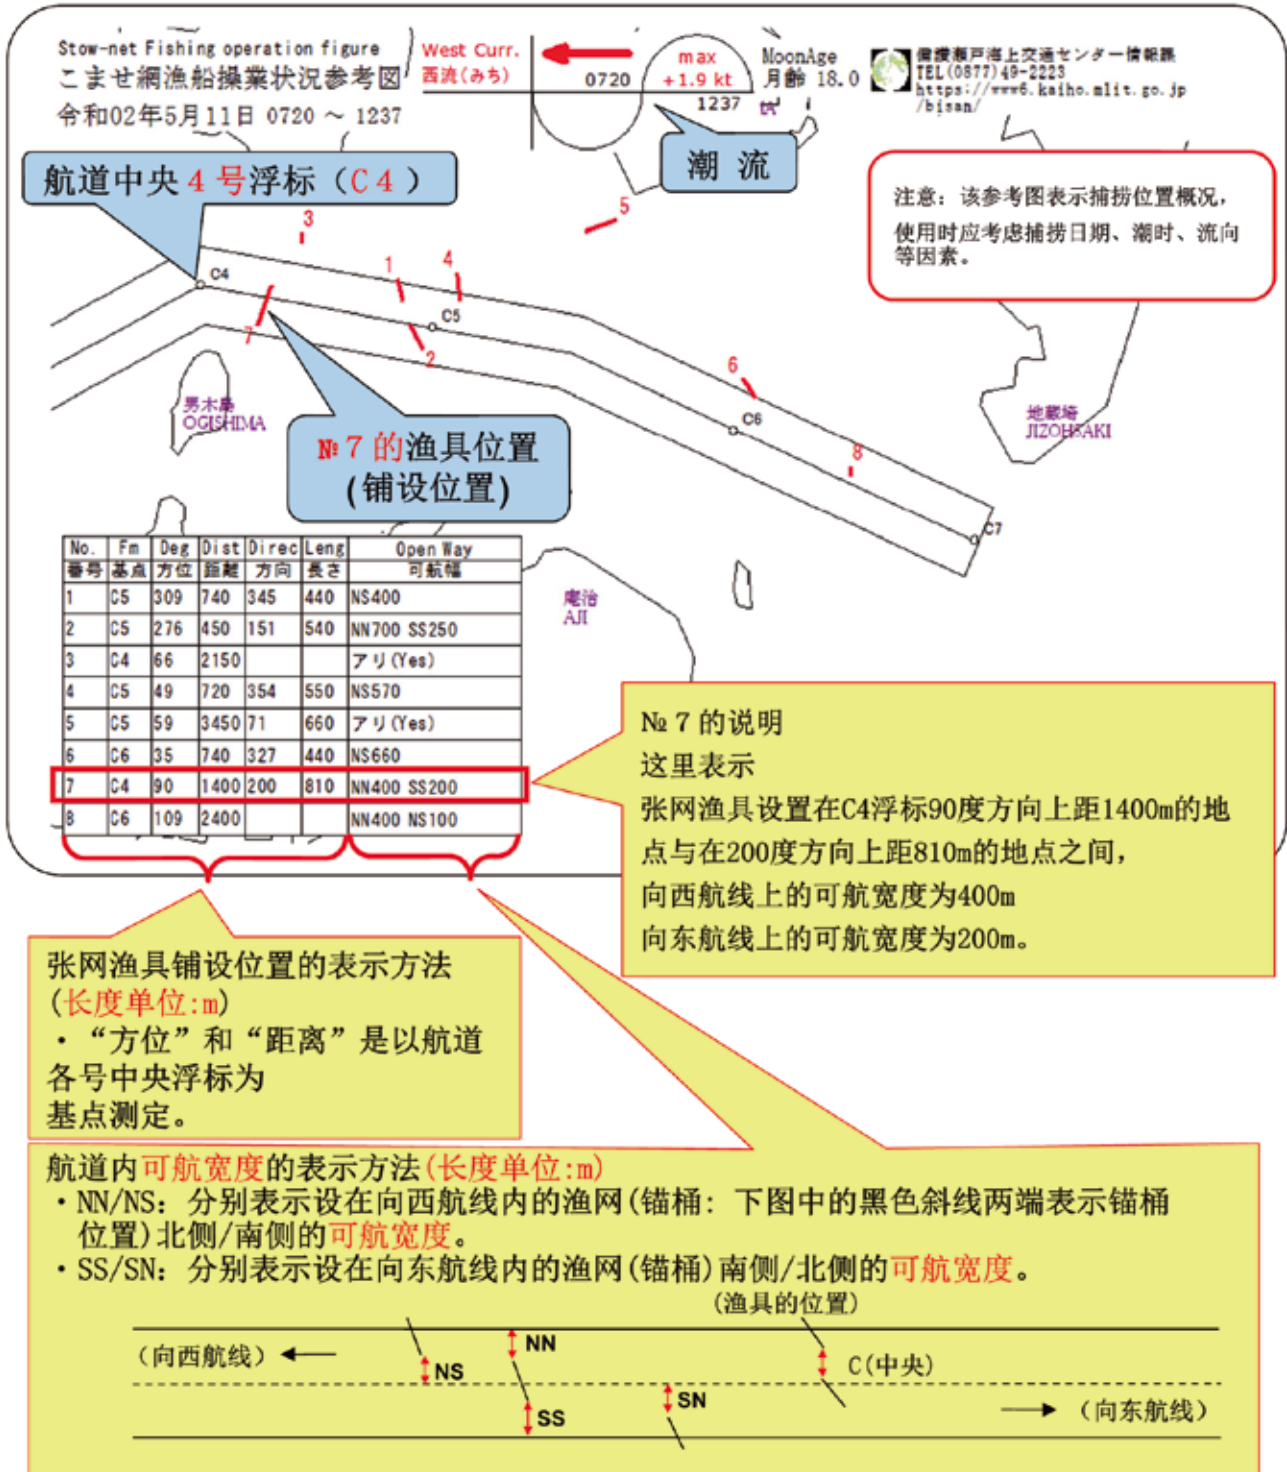 Stow-net Fishing operation figure
こませ網漁船操業状況参考図
令和02年5月11日 0720 ～ 1237
West Curr.
西流(みち)
0720
max
+1.9 kt
1237
MoonAge
月齢 18.0
備讃瀬戸海上交通センター情報課
TEL(0877)49-2223
https://www6.kaiho.mlit.go.jp
/bisan/
潮 流
航道中央４号浮标（C４）
注意：该参考图表示捕捞位置概况，
使用时应考虑捕捞日期、潮时、流向
等因素。
3
5
1
4
C4
C5
7
2
6
C6
8
C7
男木島
OGISHIMA
地蔵埼
JIZOHSAKI
№７的渔具位置
(铺设位置)
庵治
AJI
No. Fm Deg Dist Direc Leng Open Way
番号 基点 方位 距離 方向 長さ 可航幅
1 C5 309 740 345 440 NS400
2 C5 276 450 151 540 NN700 SS250
3 C4 66 2150 アリ(Yes)
4 C5 49 720 354 550 NS570
5 C5 59 3450 71 660 アリ(Yes)
6 C6 35 740 327 440 NS660
7 C4 90 1400 200 810 NN400 SS200
8 C6 109 2400 NN400 NS100
№７的说明
这里表示
张网渔具设置在C4浮标90度方向上距1400m的地
点与在200度方向上距810m的地点之间，
向西航线上的可航宽度为400m
向东航线上的可航宽度为200m。
张网渔具铺设位置的表示方法
(长度单位:m)
・“方位”和“距离”是以航道
各号中央浮标为
基点测定。
航道内可航宽度的表示方法(长度单位:m)
・NN/NS：分别表示设在向西航线内的渔网(锚桶：下图中的黑色斜线两端表示锚桶
位置)北侧/南侧的可航宽度。
・SS/SN：分别表示设在向东航线内的渔网(锚桶)南侧/北侧的可航宽度。
(渔具的位置)
（向西航线）
NS
NN
SS
SN
C(中央)
（向东航线）